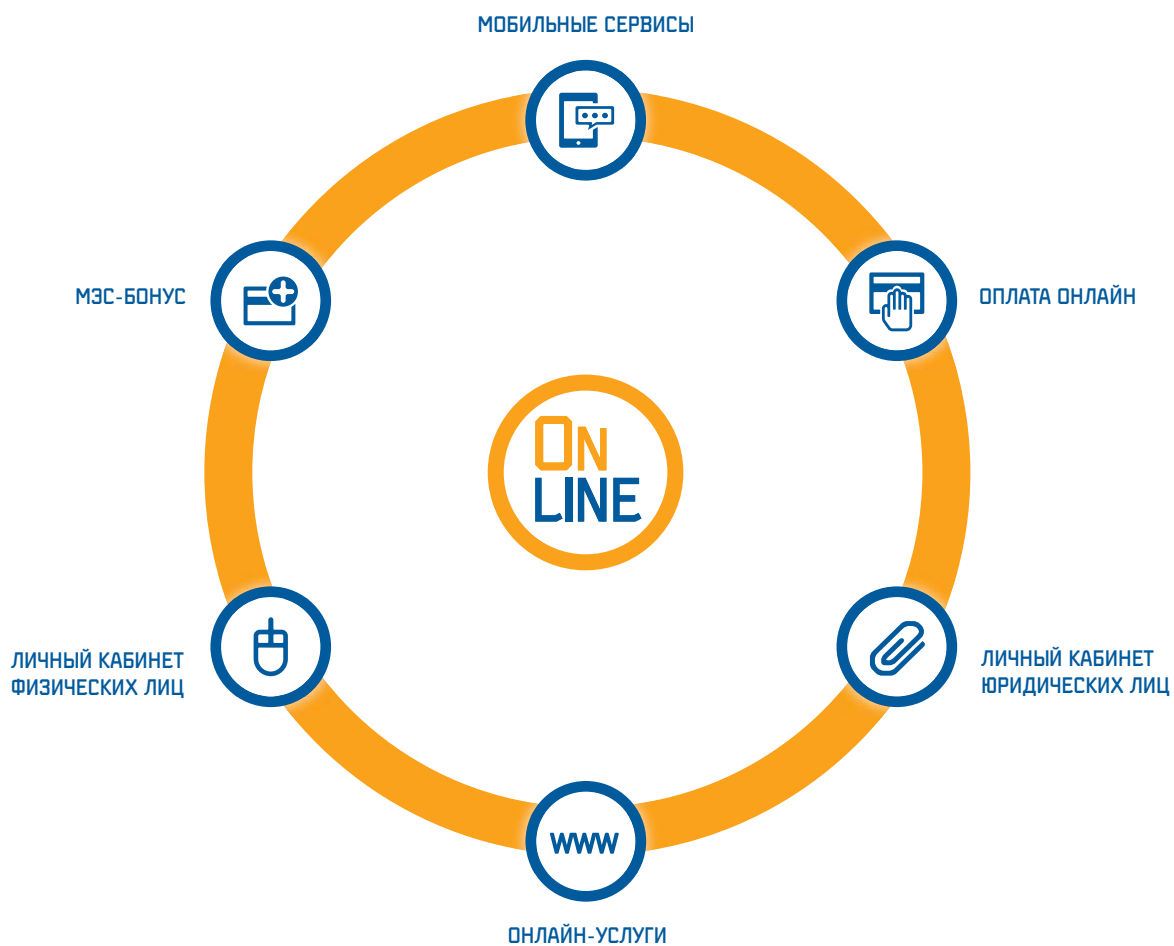 МОБИЛЬНЫЕ СЕРВИСЫ
МЭС-БОНУС
ОПЛАТА ОНЛАЙН
ON
LINE
ЛИЧНЫЙ КАБИНЕТ
ФИЗИЧЕСКИХ ЛИЦ
ЛИЧНЫЙ КАБИНЕТ
ЮРИДИЧЕСКИХ ЛИЦ
WWW
ОНЛАЙН-УСЛУГИ